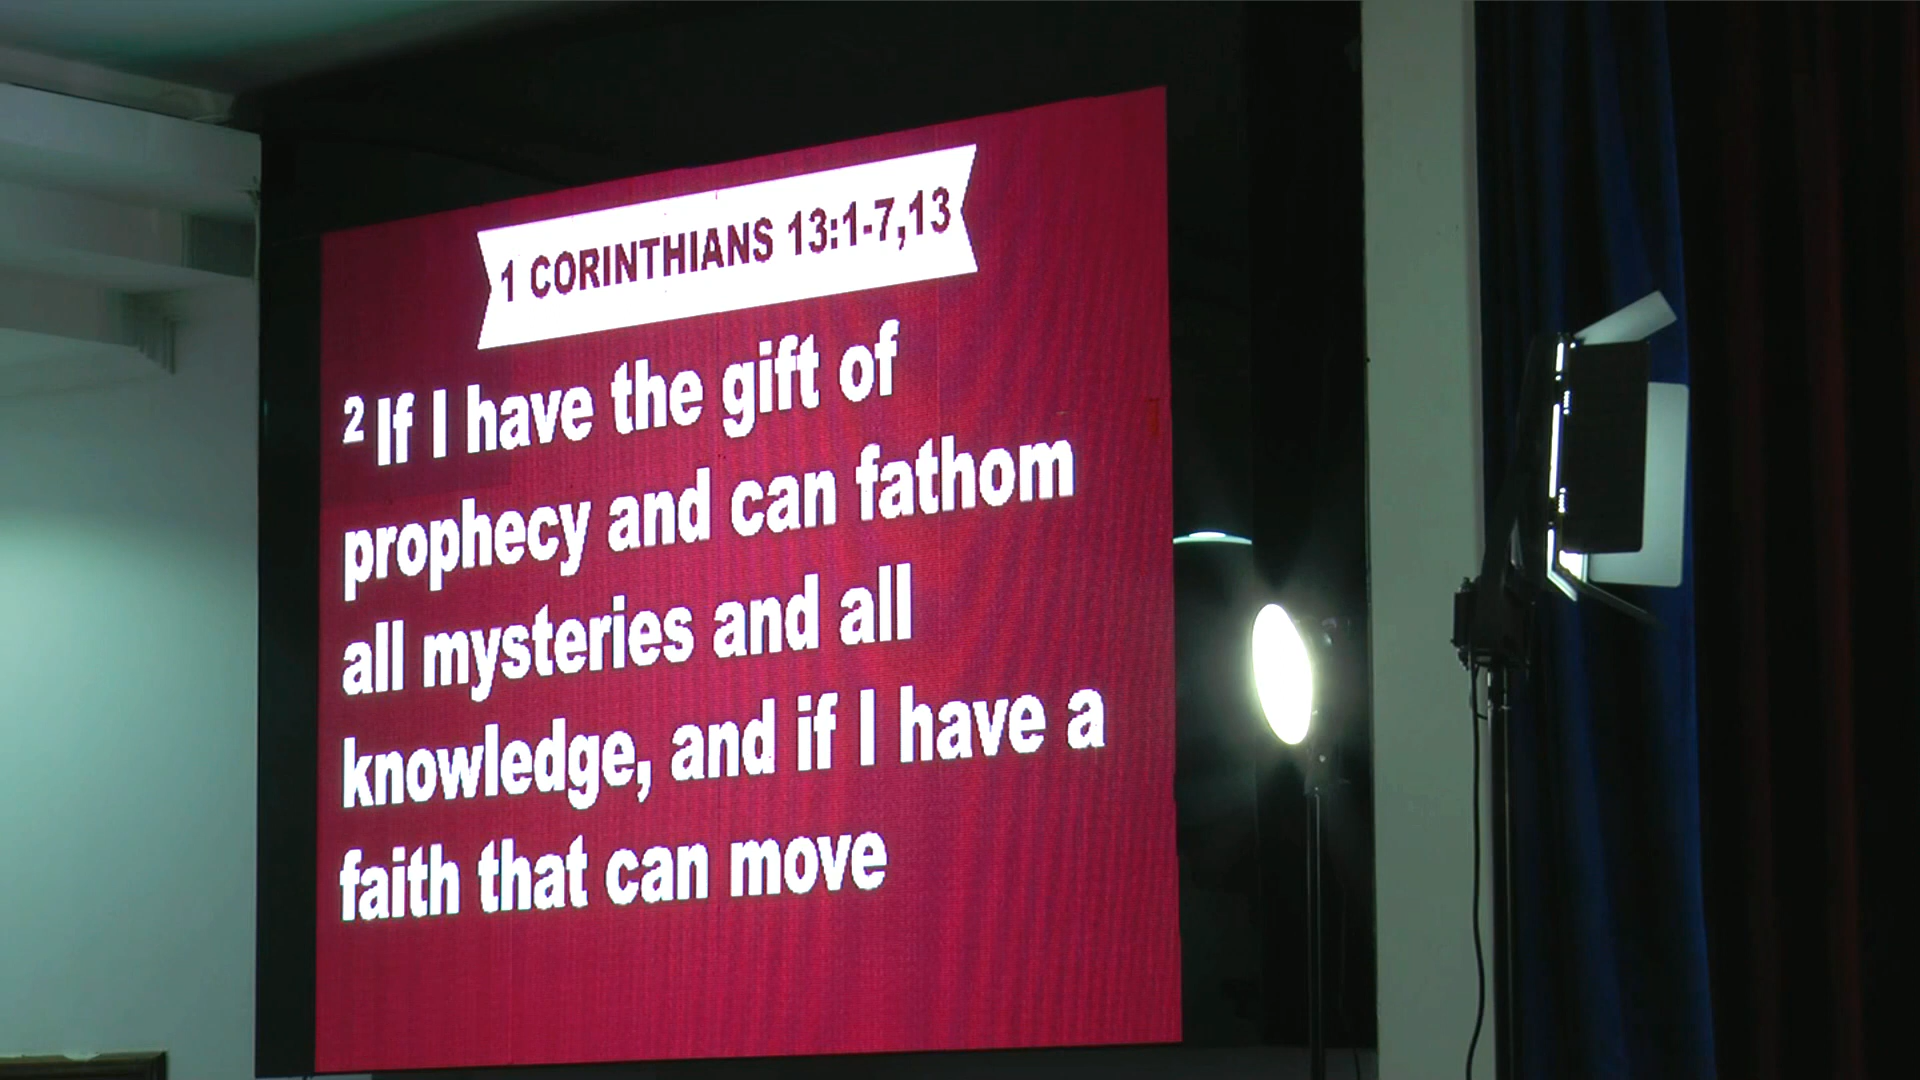 1 CORINTHIANS 13:1-7,13
² If I have the gift of
prophecy and can fathom
all mysteries and all
knowledge, and if I have a
faith that can move